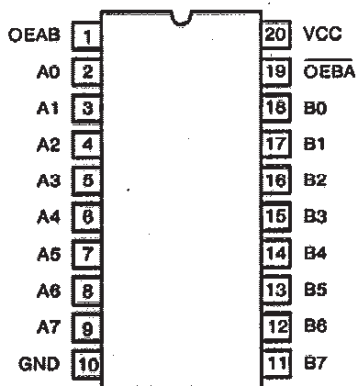 OEAB 1 20 VCC
A0 2 19 OEBA
A1 3 18 B0
A2 4 17 B1
A3 5 16 B2
A4 6 15 B3
A5 7 14 B4
A6 8 13 B5
A7 9 12 B6
GND 10 11 B7